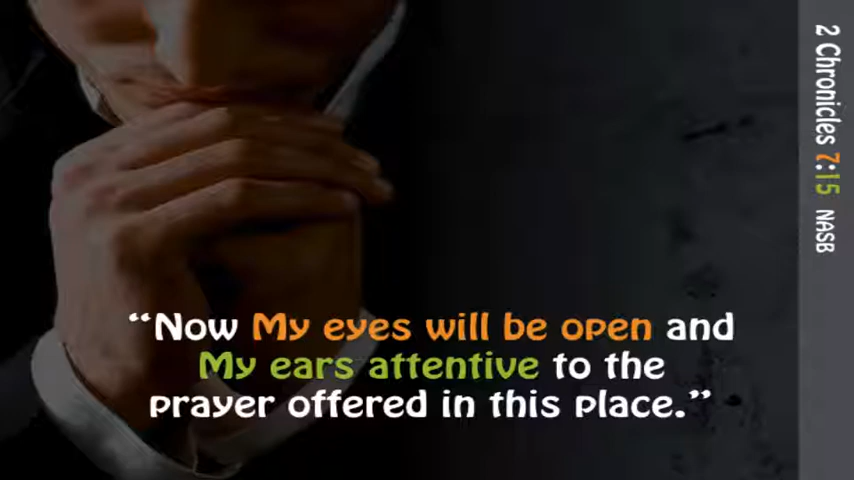 “Now My eyes will be open and
My ears attentive to the
prayer offered in this place.”
2 Chronicles 7:15 NASB